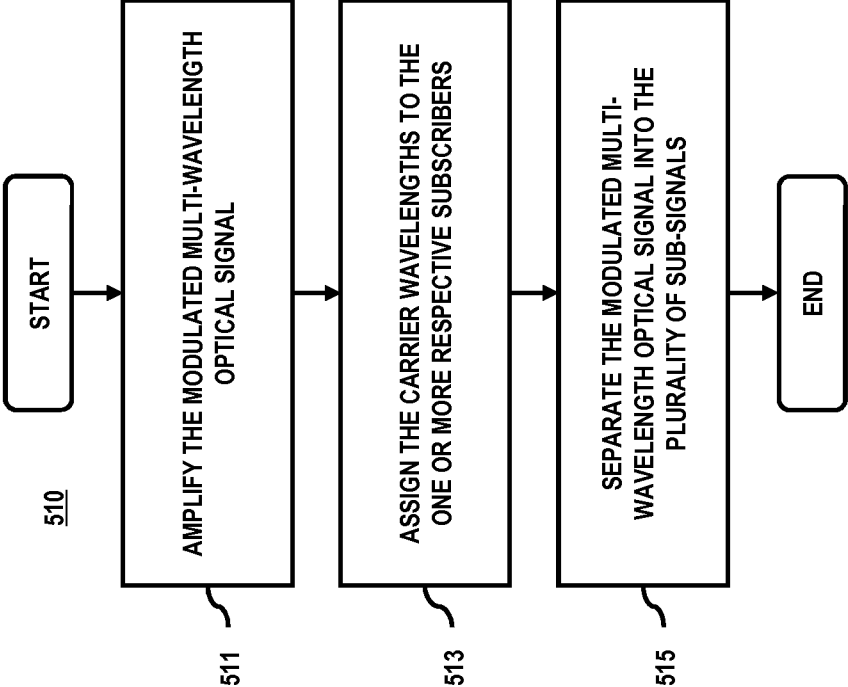 510
START
511
AMPLIFY THE MODULATED MULTI-WAVELENGTH
OPTICAL SIGNAL
513
ASSIGN THE CARRIER WAVELENGTHS TO THE
ONE OR MORE RESPECTIVE SUBSCRIBERS
515
SEPARATE THE MODULATED MULTI-
WAVELENGTH OPTICAL SIGNAL INTO THE
PLURALITY OF SUB-SIGNALS
END